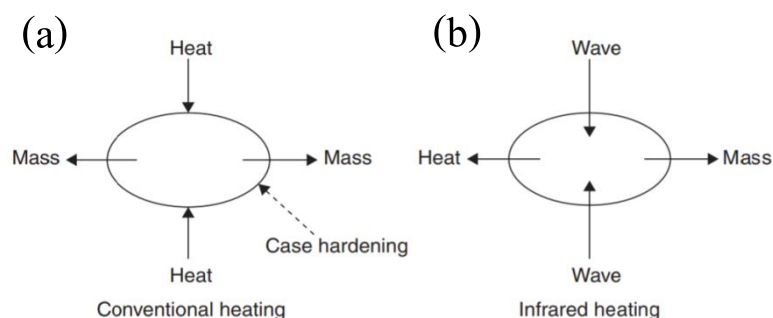 (a)
Heat
Mass
Mass
Case hardening
Heat
Conventional heating
(b)
Wave
Heat
Mass
Wave
Infrared heating